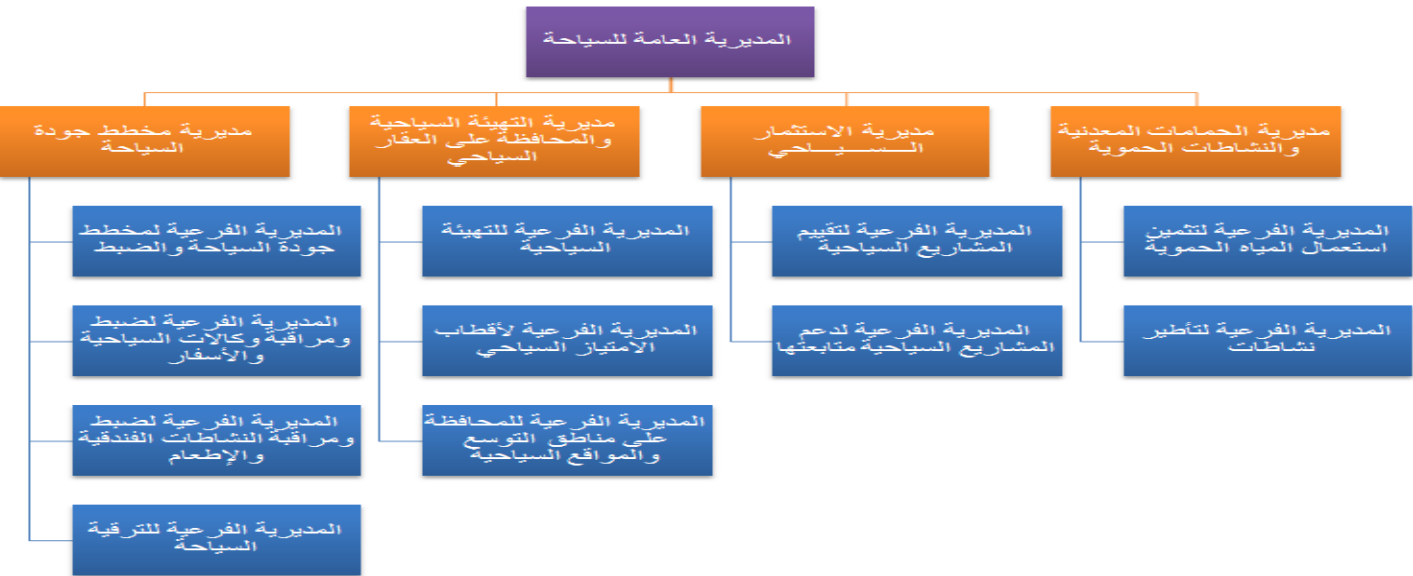 المديرية العامة للسياحة
مديرية الحمامات المعدنية
والنشاطات الحموية
المديرية الفرعية لتثمين
استعمال المياه الحموية
المديرية الفرعية لتأطير
نشاطات
مديرية الاستثمار
الـــســـيـــاحي
المديرية الفرعية لتقييم
المشاريع السياحية
المديرية الفرعية لدعم
المشاريع السياحية متابعتها
مديرية التهيئة السياحية
والمحافظة على العقار
السياحي
المديرية الفرعية للتهيئة
السياحية
المديرية الفرعية لأقطاب
الامتياز السياحي
المديرية الفرعية للمحافظة
على مناطق التوسع
والمواقع السياحية
مديرية مخطط جودة
السياحة
المديرية الفرعية لمخطط
جودة السياحة والضبط
المديرية الفرعية لضبط
ومراقبة وكالات السياحية
والأسفار
المديرية الفرعية لضبط
ومراقبة النشاطات الفندقية
والإطعام
المديرية الفرعية للترقية
السياحة